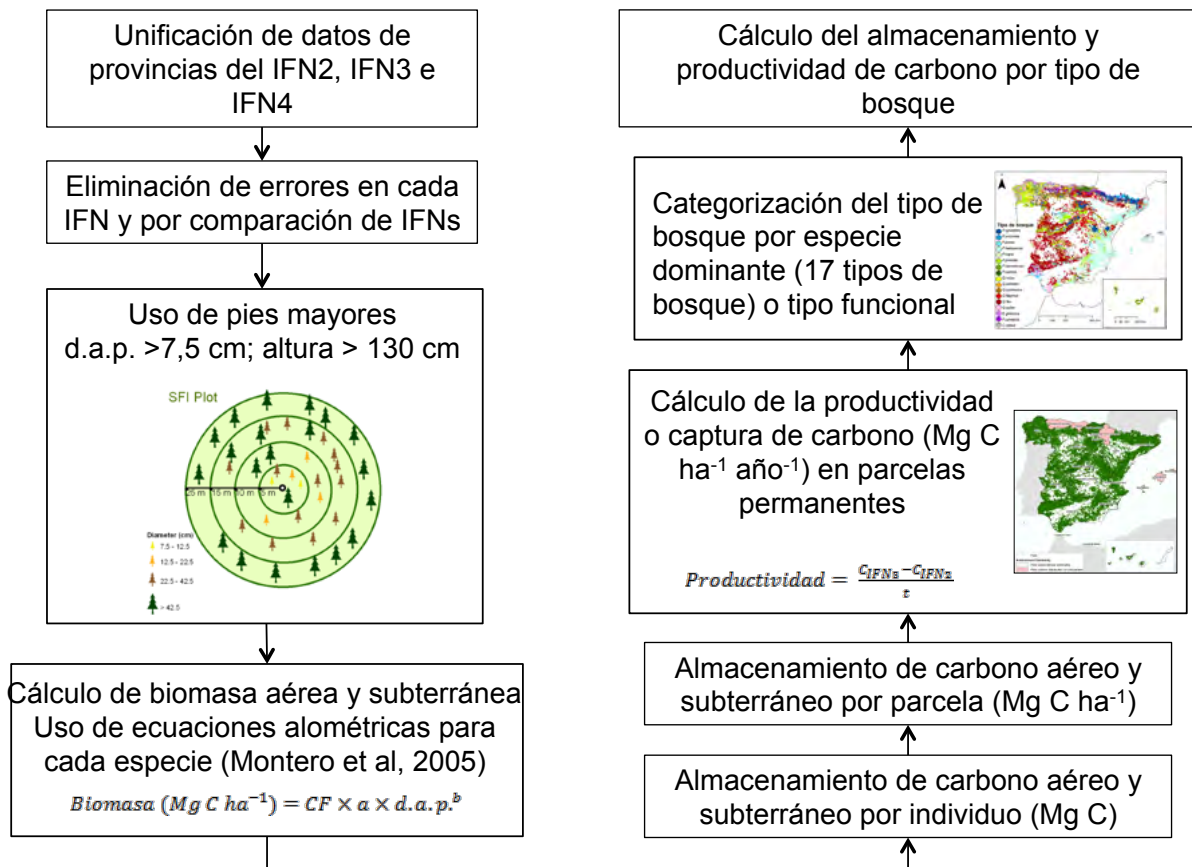 Unificación de datos de
provincias del IFN2, IFN3 e
IFN4
Eliminación de errores en cada
IFN y por comparación de IFNs
Uso de pies mayores
d.a.p. >7,5 cm; altura > 130 cm
SFI Plot
25 m 15 m 10 m 5 m
Diameter (cm)
7.5 - 12.5
12.5 - 22.5
22.5 - 42.5
> 42.5
Cálculo de biomasa aérea y subterránea
Uso de ecuaciones alométricas para
cada especie (Montero et al, 2005)
Biomasa (Mg C ha⁻¹) = CF × a × d.a.p.ᵇ
Cálculo del almacenamiento y
productividad de carbono por tipo de
bosque
Categorización del tipo de
bosque por especie
dominante (17 tipos de
bosque) o tipo funcional
Tipo de bosque
Cálculo de la productividad
o captura de carbono (Mg C
ha⁻¹ año⁻¹) en parcelas
permanentes
Productividad = (C_IFN3 − C_IFN2) / t
Almacenamiento de carbono aéreo y
subterráneo por parcela (Mg C ha⁻¹)
Almacenamiento de carbono aéreo y
subterráneo por individuo (Mg C)